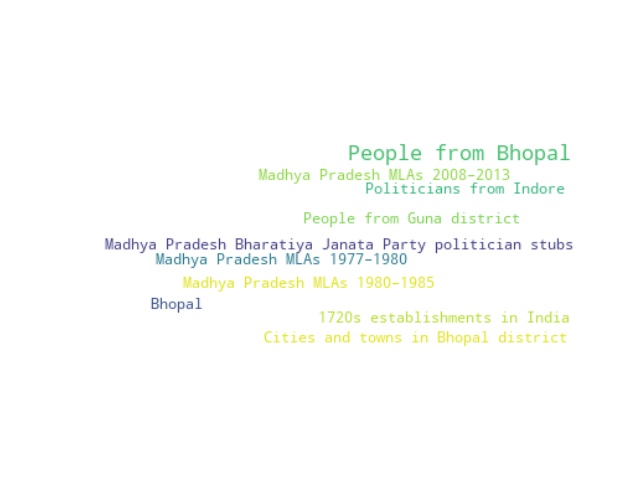 People from Bhopal
Madhya Pradesh MLAs 2008–2013
Politicians from Indore
People from Guna district
Madhya Pradesh Bharatiya Janata Party politician stubs
Madhya Pradesh MLAs 1977–1980
Madhya Pradesh MLAs 1980–1985
Bhopal
1720s establishments in India
Cities and towns in Bhopal district